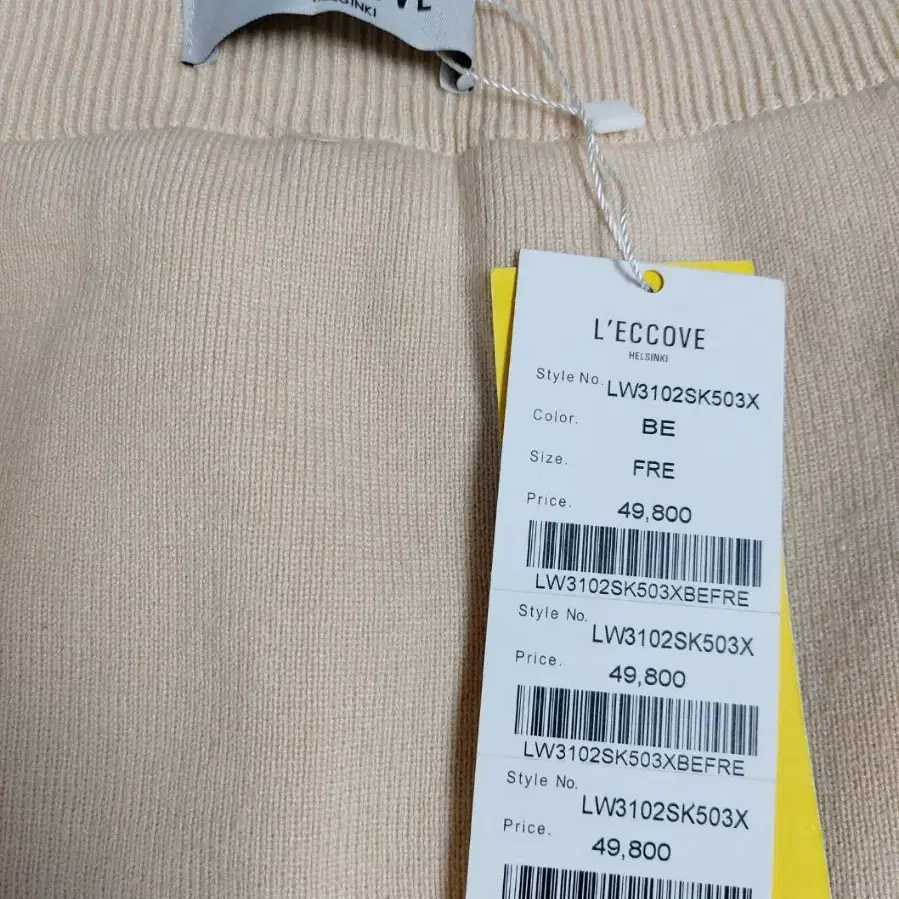 HELSINKI
L'ECCOVE
HELSINKI
Style No. LW3102SK503X
Color. BE
Size. FRE
Price. 49,800
LW3102SK503XBEFRE
Style No. LW3102SK503X
Price. 49,800
LW3102SK503XBEFRE
Style No. LW3102SK503X
Price. 49,800